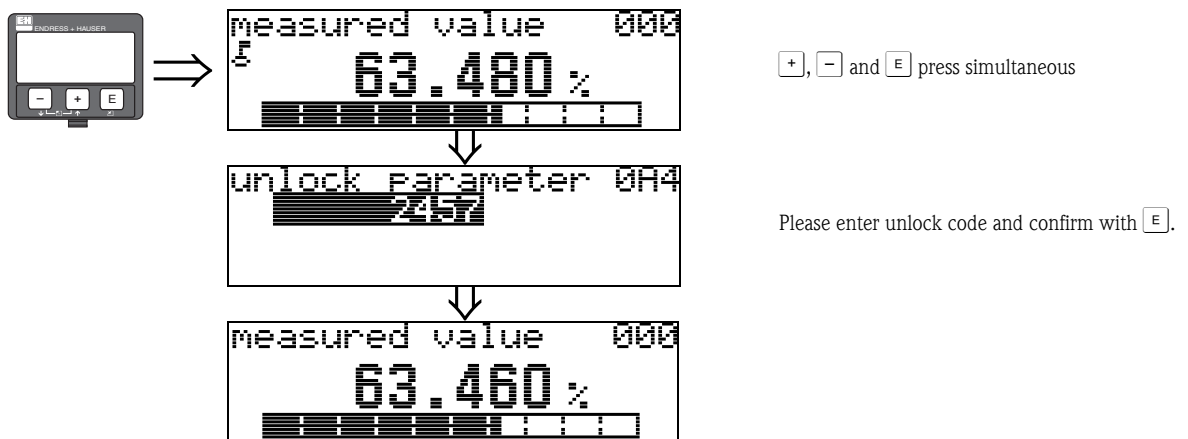 EH
ENDRESS + HAUSER
- + E
measured value 000
63.480 %
+, - and E press simultaneous
unlock parameter 0A4
2457
Please enter unlock code and confirm with E.
measured value 000
63.460 %